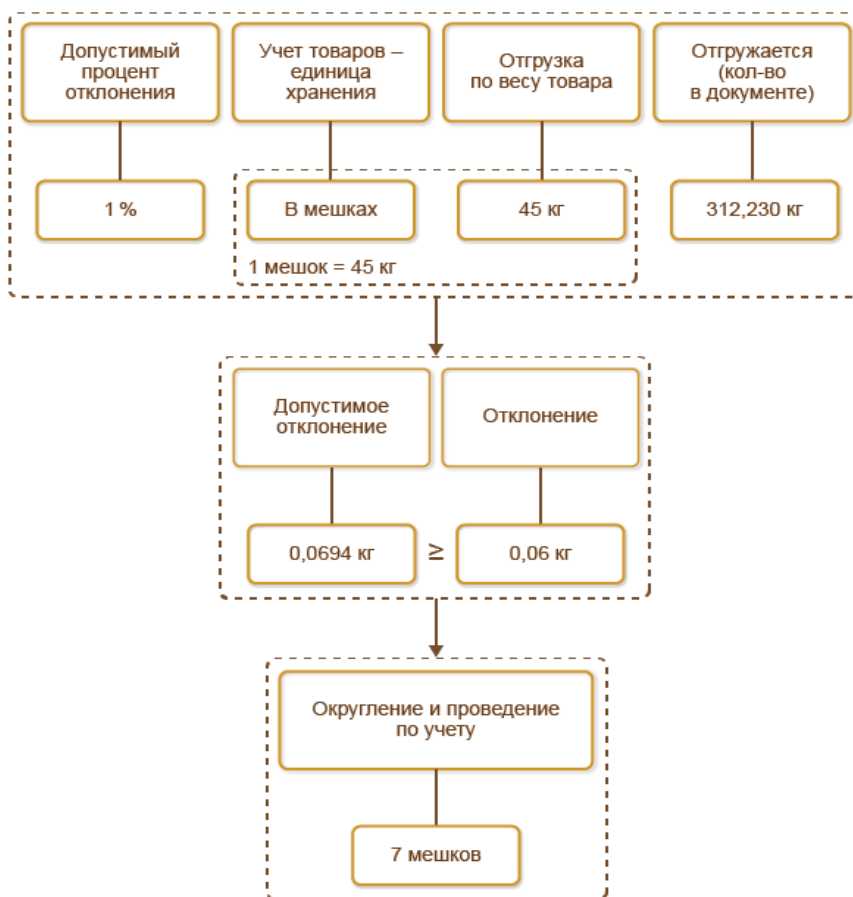 Допустимый
процент
отклонения
Учет товаров –
единица
хранения
Отгрузка
по весу товара
Отгружается
(кол-во
в документе)
1 %
В мешках
45 кг
312,230 кг
1 мешок = 45 кг
Допустимое
отклонение
Отклонение
0,0694 кг
≥
0,06 кг
Округление и проведение
по учету
7 мешков